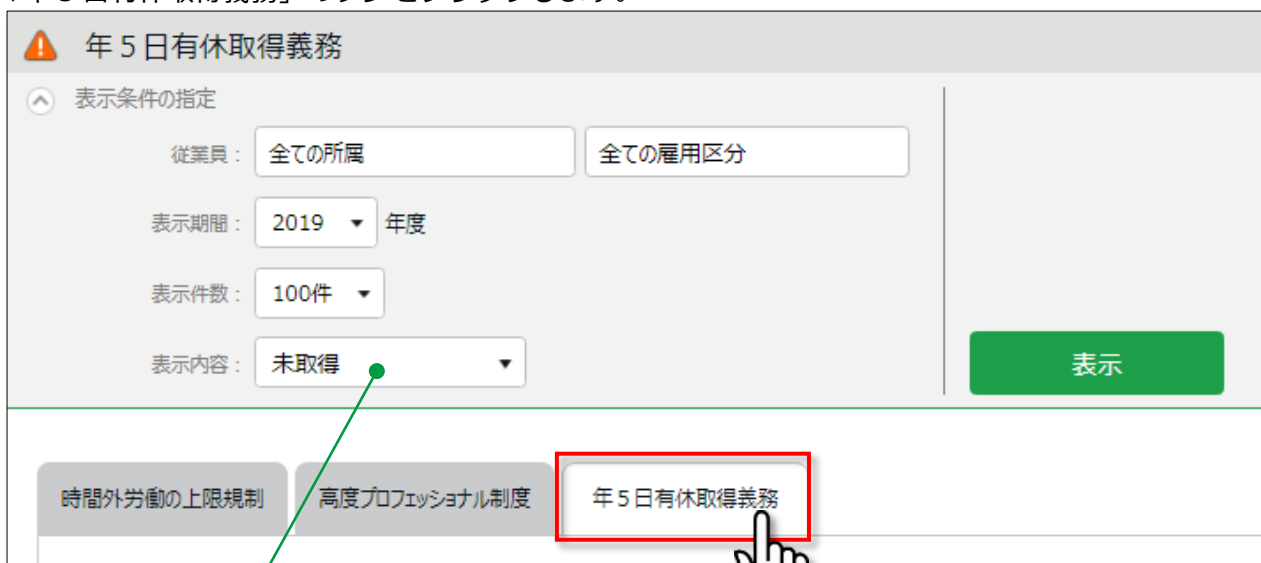 年５日有休取得義務
表示条件の指定
従業員： 全ての所属 全ての雇用区分
表示期間： 2019 年度
表示件数： 100件
表示内容： 未取得
表示
時間外労働の上限規制 高度プロフェッショナル制度 年５日有休取得義務